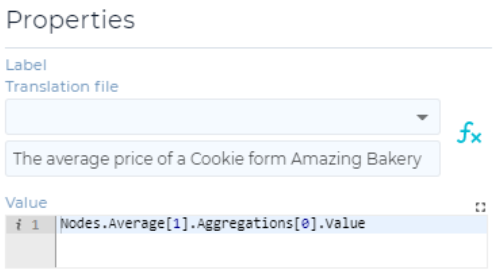 Properties
Label
Translation file
fx
The average price of a Cookie form Amazing Bakery
Value
i 1 Nodes.Average[1].Aggregations[0].Value